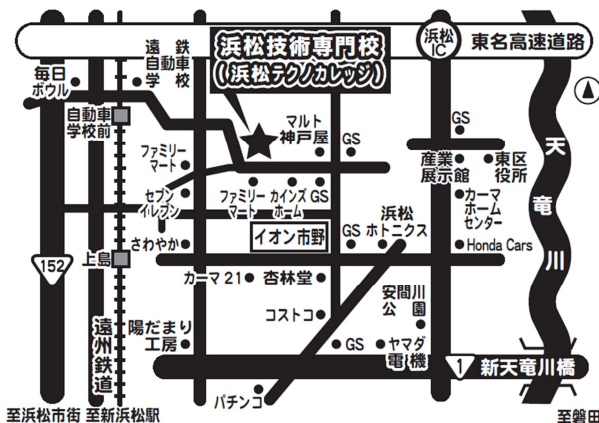 浜松技術専門校
(浜松テクノカレッジ)
浜松
IC
東名高速道路
遠鉄
自動車
学校
毎日
ボウル
自動車
学校前
マルト
神戸屋
GS
GS
産業
展示館
東区
役所
ファミリー
マート
セブン
イレブン
ファミリー
マート
カインズ
ホーム
GS
カーマ
ホーム
センター
天竜川
浜松
ホトニクス
イオン市野
GS
Honda Cars
さわやか
上島
152
カーマ21
杏林堂
安間川
公園
コストコ
遠州鉄道
陽だまり
工房
GS
ヤマダ
電機
1
新天竜川橋
パチンコ
至浜松市街
至新浜松駅
至磐田